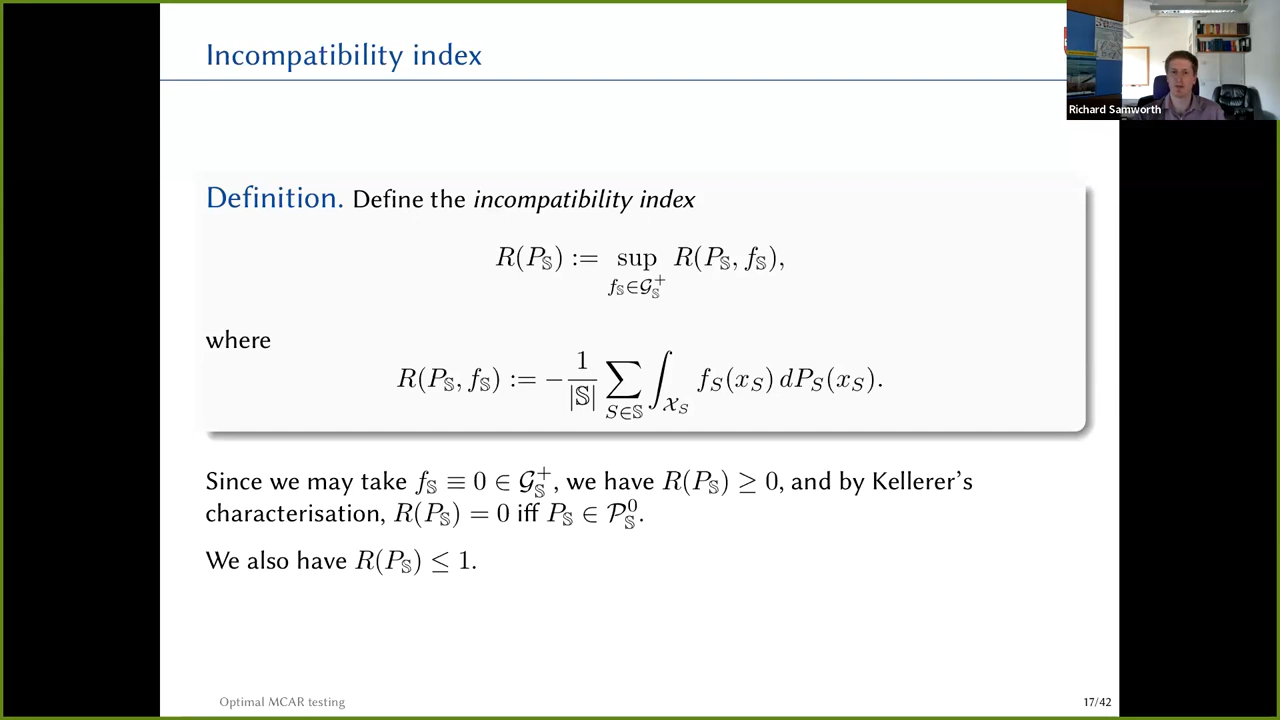 Incompatibility index
Richard Samworth
Definition. Define the incompatibility index
R(P_𝕊) := sup_{f_𝕊∈𝒢_𝕊^+} R(P_𝕊, f_𝕊),
where
R(P_𝕊, f_𝕊) := −\frac{1}{|𝕊|} ∑_{S∈𝕊} ∫_{𝒳_S} f_S(x_S) dP_S(x_S).
Since we may take f_𝕊 ≡ 0 ∈ 𝒢_𝕊^+, we have R(P_𝕊) ≥ 0, and by Kellerer's
characterisation, R(P_𝕊) = 0 iff P_𝕊 ∈ 𝒫_𝕊^0.
We also have R(P_𝕊) ≤ 1.
Optimal MCAR testing
17/42